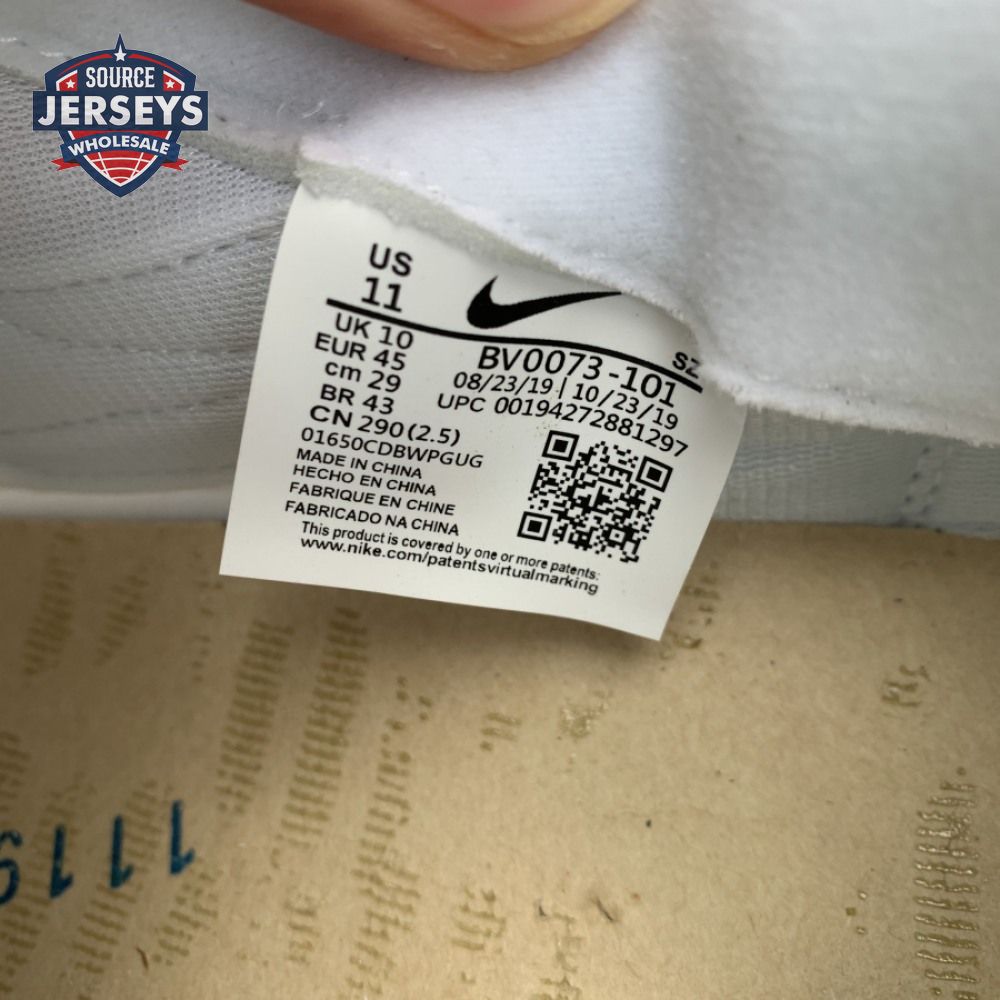 SOURCE
JERSEYS
WHOLESALE
US
11
UK 10
EUR 45
cm 29
BR 43
CN 290 (2.5)
01650CDBWPGUG
MADE IN CHINA
HECHO EN CHINA
FABRIQUE EN CHINE
FABRICADO NA CHINA
SZ
BV0073-101
08/23/19 | 10/23/19
UPC 00194272881297
This product is covered by one or more patents:
www.nike.com/patentsvirtualmarking